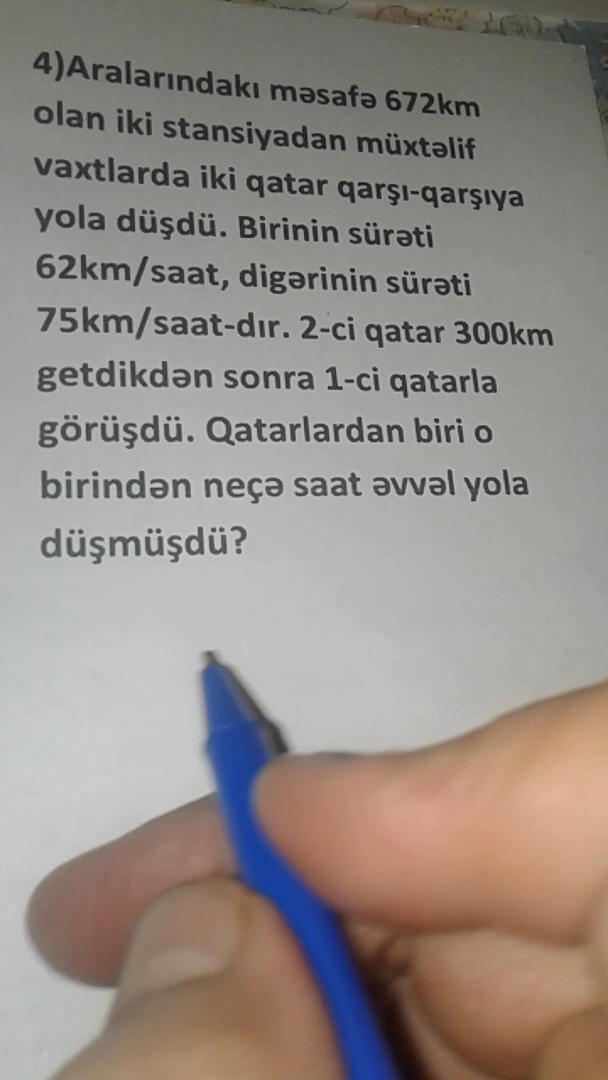 4)Aralarındakı məsafə 672km
olan iki stansiyadan müxtəlif
vaxtlarda iki qatar qarşı-qarşıya
yola düşdü. Birinin sürəti
62km/saat, digərinin sürəti
75km/saat-dır. 2-ci qatar 300km
getdikdən sonra 1-ci qatarla
görüşdü. Qatarlardan biri o
birindən neçə saat əvvəl yola
düşmüşdü?